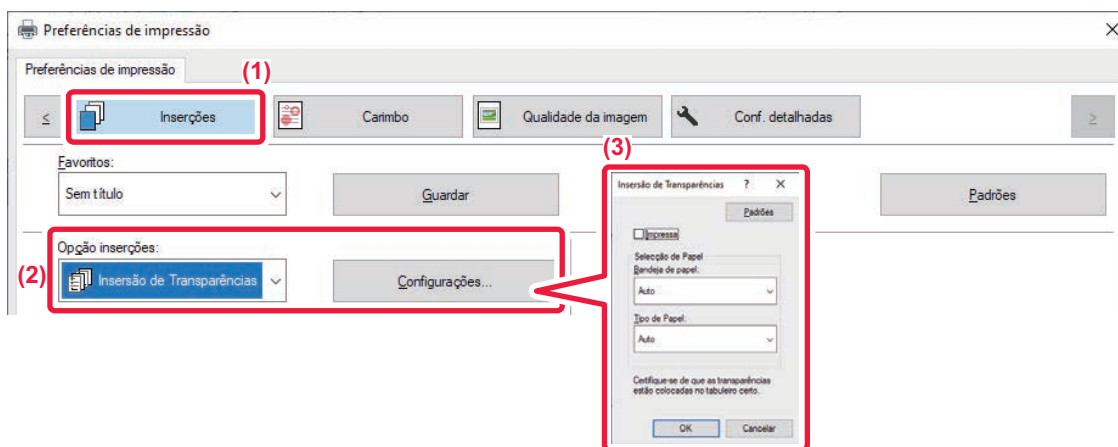 Preferências de impressão
Preferências de impressão
(1)
< Inserções Carimbo Qualidade da imagem Conf. detalhadas >
(3)
Favoritos:
Sem título Guardar Padrões
Opção inserções:
(2) Insersão de Transparências Configurações...
Insersão de Transparências ? X
Padrões
Impressa
Selecção de Papel
Bandeja de papel:
Auto
Tipo de Papel:
Auto
Certifique-se de que as transparências
estão colocadas no tabuleiro certo.
OK Cancelar